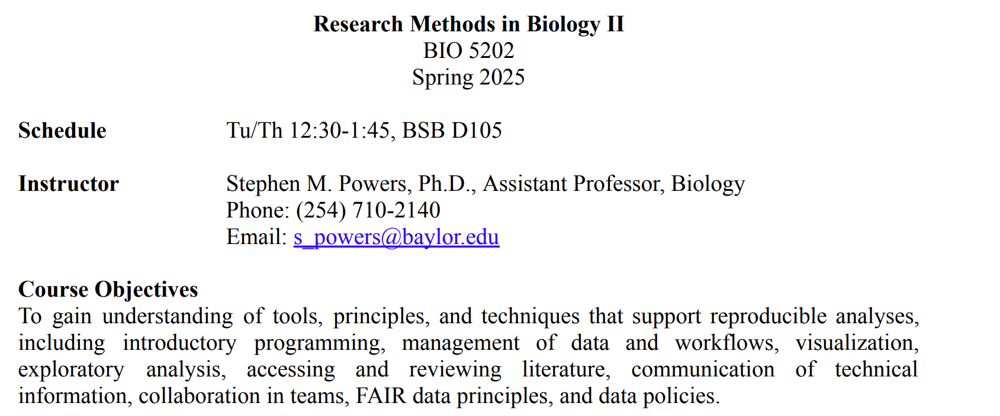 Research Methods in Biology II
BIO 5202
Spring 2025
Schedule Tu/Th 12:30-1:45, BSB D105
Instructor Stephen M. Powers, Ph.D., Assistant Professor, Biology
Phone: (254) 710-2140
Email: s_powers@baylor.edu
Course Objectives
To gain understanding of tools, principles, and techniques that support reproducible analyses,
including introductory programming, management of data and workflows, visualization,
exploratory analysis, accessing and reviewing literature, communication of technical
information, collaboration in teams, FAIR data principles, and data policies.